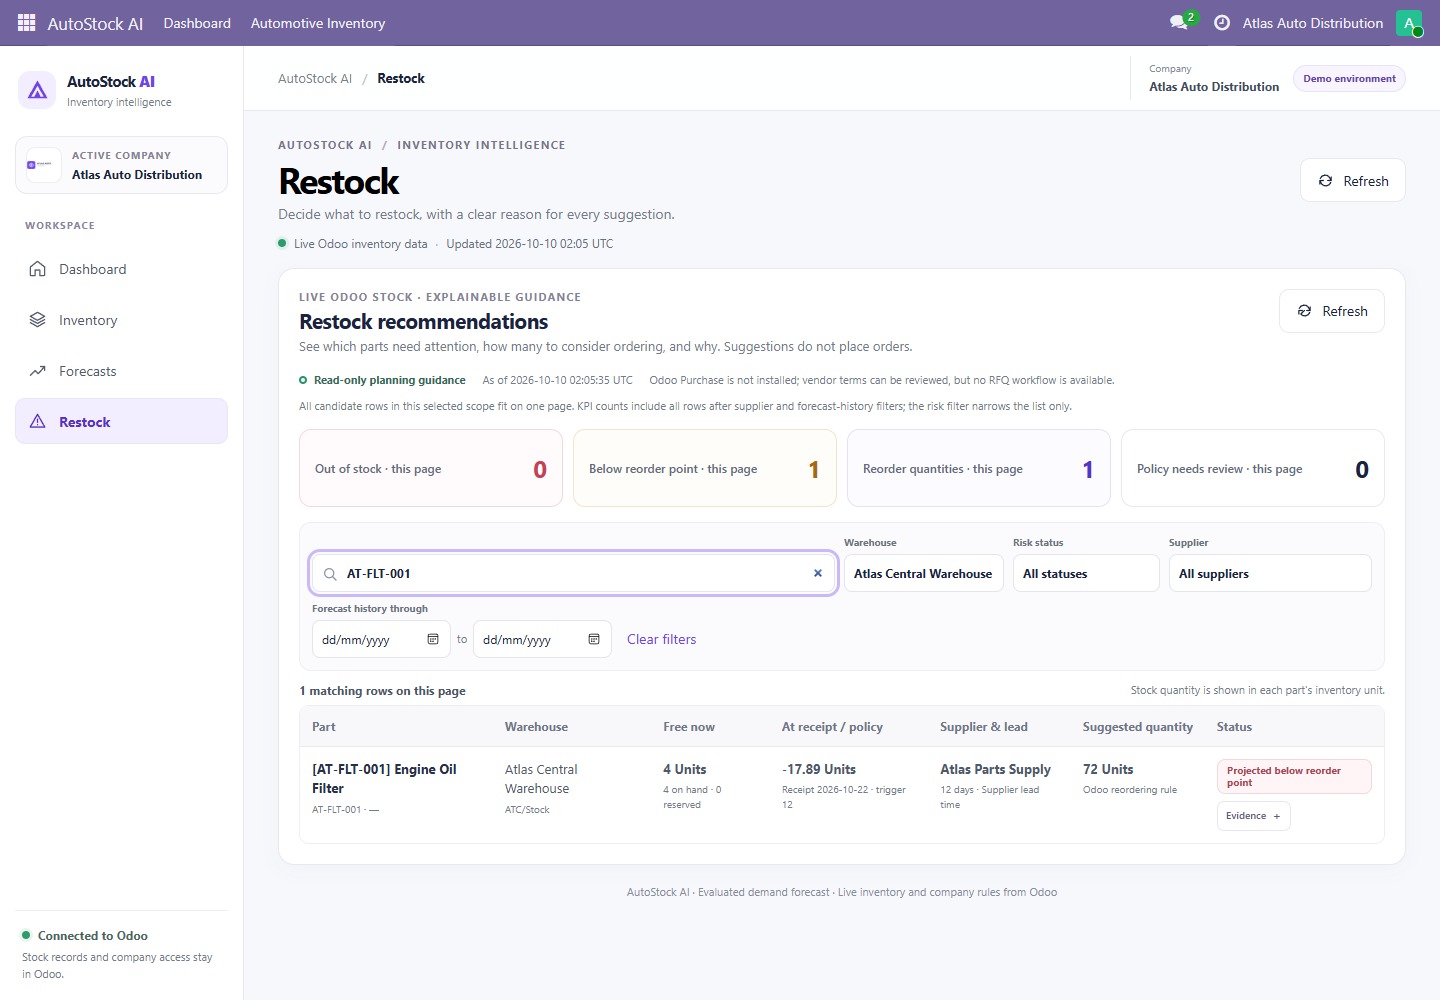 AutoStock AI Dashboard Automotive Inventory 2 Atlas Auto Distribution A
AutoStock AI
Inventory intelligence
ACTIVE COMPANY
Atlas Auto Distribution
WORKSPACE
Dashboard
Inventory
Forecasts
Restock
Connected to Odoo
Stock records and company access stay
in Odoo.
AutoStock AI / Restock
Company
Atlas Auto Distribution
Demo environment
AUTOSTOCK AI / INVENTORY INTELLIGENCE
Restock
Refresh
Decide what to restock, with a clear reason for every suggestion.
Live Odoo inventory data · Updated 2026-10-10 02:05 UTC
LIVE ODOO STOCK · EXPLAINABLE GUIDANCE
Restock recommendations
Refresh
See which parts need attention, how many to consider ordering, and why. Suggestions do not place orders.
Read-only planning guidance As of 2026-10-10 02:05:35 UTC Odoo Purchase is not installed; vendor terms can be reviewed, but no RFQ workflow is available.
All candidate rows in this selected scope fit on one page. KPI counts include all rows after supplier and forecast-history filters; the risk filter narrows the list only.
Out of stock · this page 0
Below reorder point · this page 1
Reorder quantities · this page 1
Policy needs review · this page 0
Warehouse Risk status Supplier
AT-FLT-001 × Atlas Central Warehouse All statuses All suppliers
Forecast history through
dd/mm/yyyy to dd/mm/yyyy Clear filters
1 matching rows on this page
Stock quantity is shown in each part's inventory unit.
Part Warehouse Free now At receipt / policy Supplier & lead Suggested quantity Status
[AT-FLT-001] Engine Oil
Filter
AT-FLT-001 · —
Atlas Central
Warehouse
ATC/Stock
4 Units
4 on hand · 0
reserved
-17.89 Units
Receipt 2026-10-22 · trigger
12
Atlas Parts Supply
12 days · Supplier lead
time
72 Units
Odoo reordering rule
Projected below reorder
point
Evidence +
AutoStock AI · Evaluated demand forecast · Live inventory and company rules from Odoo